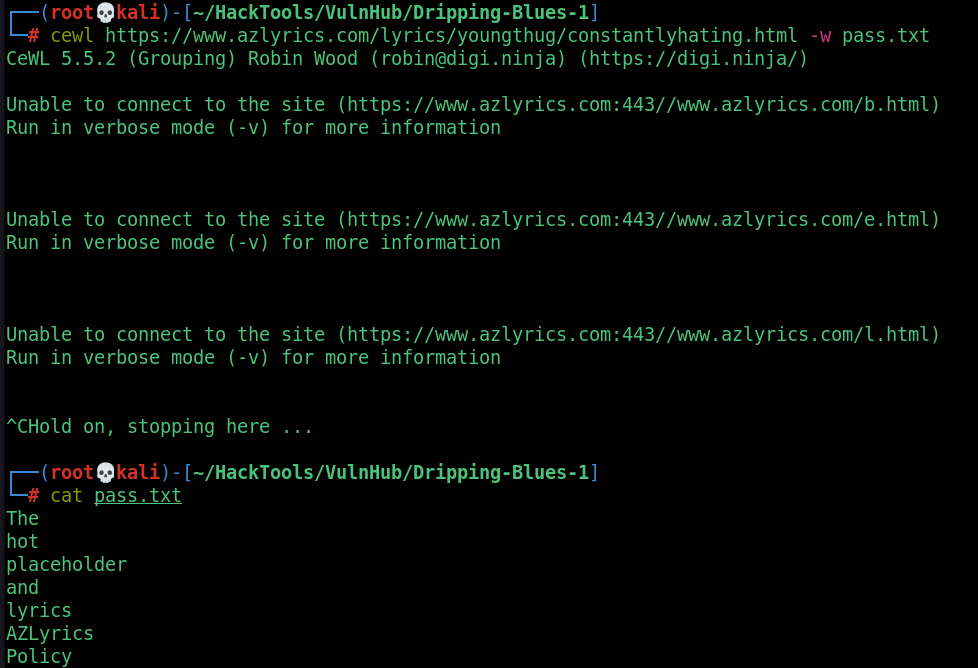 ┌──(root💀kali)-[~/HackTools/VulnHub/Dripping-Blues-1]
└─# cewl https://www.azlyrics.com/lyrics/youngthug/constantlyhating.html -w pass.txt
CeWL 5.5.2 (Grouping) Robin Wood (robin@digi.ninja) (https://digi.ninja/)
Unable to connect to the site (https://www.azlyrics.com:443//www.azlyrics.com/b.html)
Run in verbose mode (-v) for more information
Unable to connect to the site (https://www.azlyrics.com:443//www.azlyrics.com/e.html)
Run in verbose mode (-v) for more information
Unable to connect to the site (https://www.azlyrics.com:443//www.azlyrics.com/l.html)
Run in verbose mode (-v) for more information
^CHold on, stopping here ...
┌──(root💀kali)-[~/HackTools/VulnHub/Dripping-Blues-1]
└─# cat pass.txt
The
hot
placeholder
and
lyrics
AZLyrics
Policy